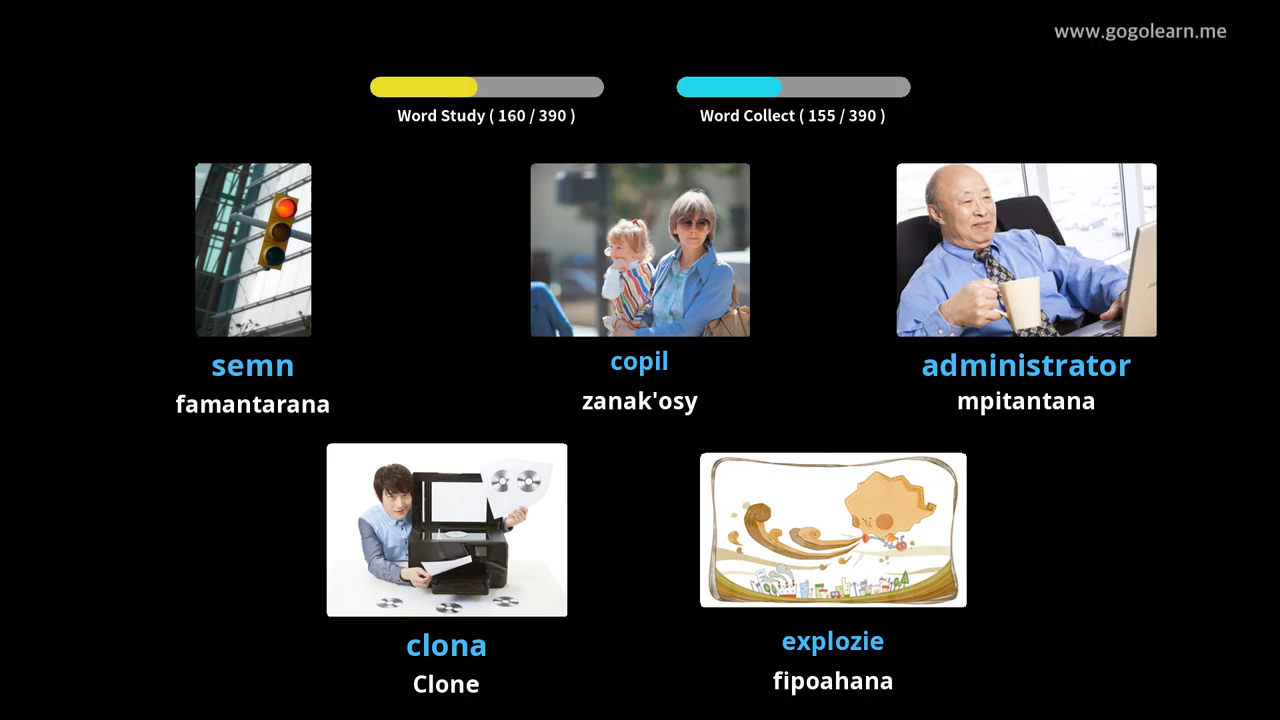 www.gogolearn.me
Word Study ( 160 / 390 )
Word Collect ( 155 / 390 )
semn
famantarana
copil
zanak'osy
administrator
mpitantana
clona
Clone
explozie
fipoahana